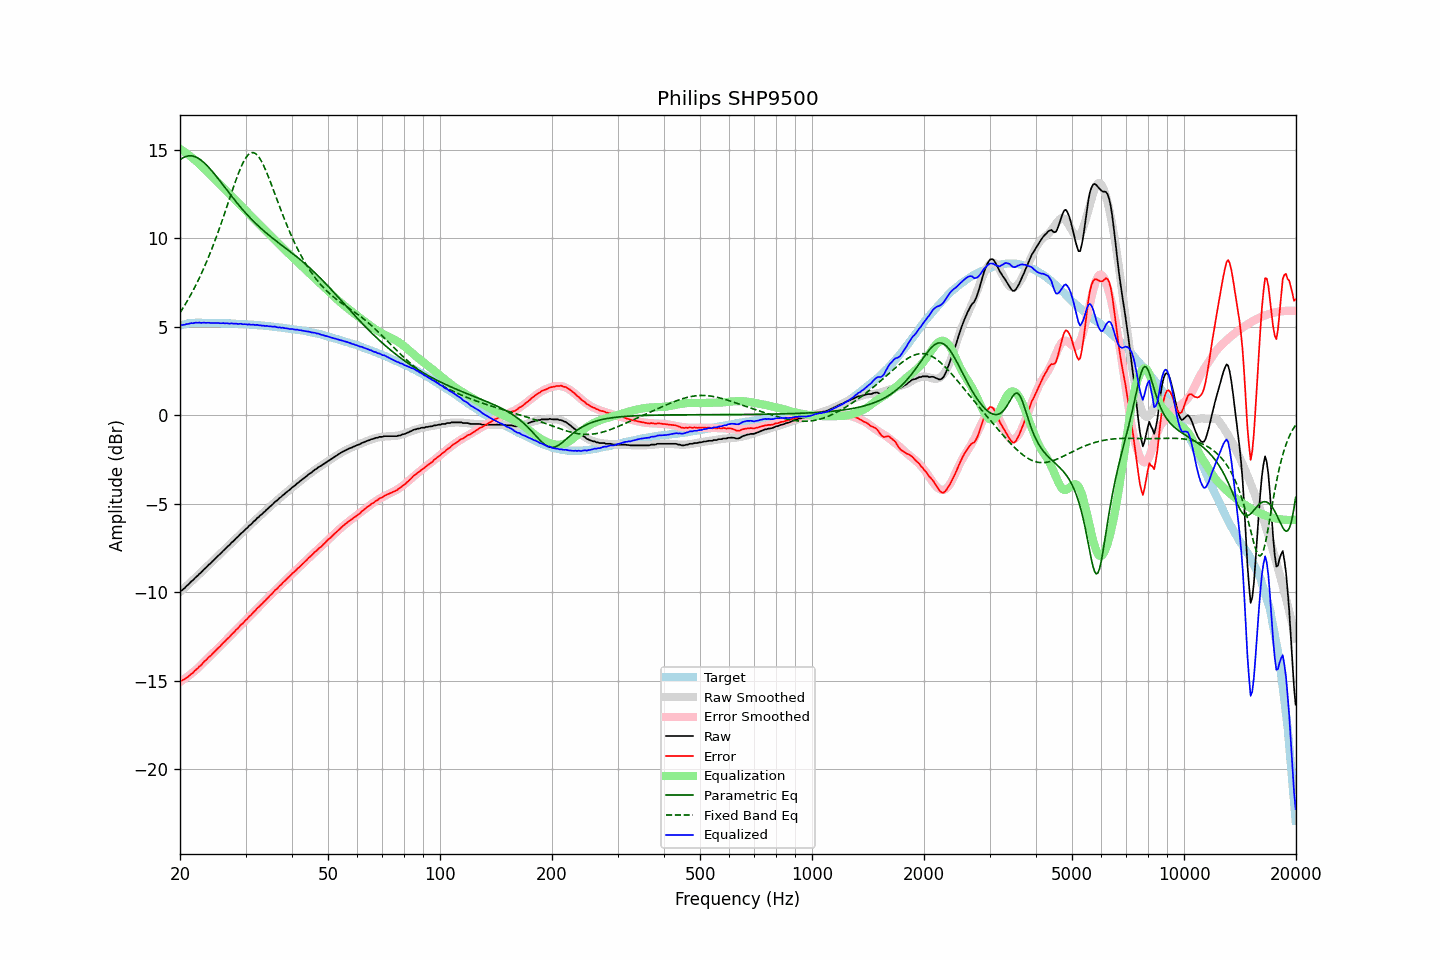 Philips SHP9500
Amplitude (dBr)
15
10
5
0
−5
−10
−15
−20
Target
Raw Smoothed
Error Smoothed
Raw
Error
Equalization
Parametric Eq
Fixed Band Eq
Equalized
20
50
100
200
500
1000
2000
5000
10000
20000
Frequency (Hz)